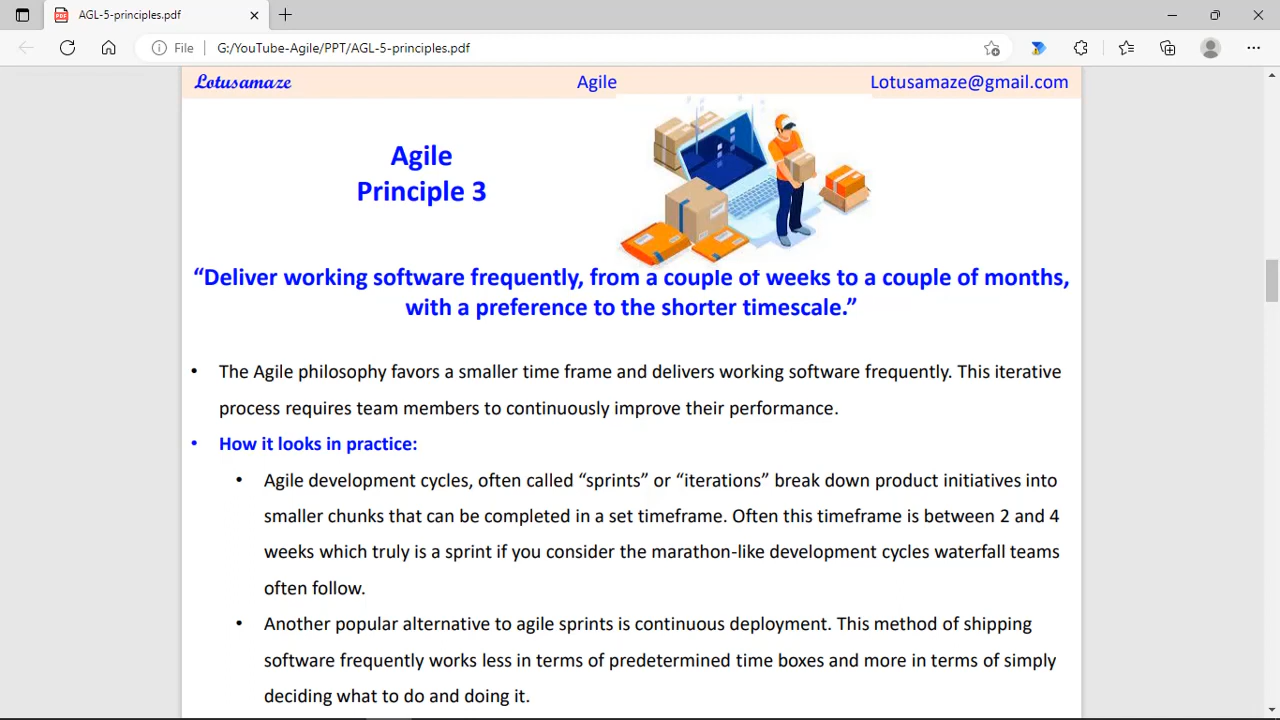 AGL-5-principles.pdf
File
G:/YouTube-Agile/PPT/AGL-5-principles.pdf
Lotusamaze Agile Lotusamaze@gmail.com
Agile
Principle 3
“Deliver working software frequently, from a couple of weeks to a couple of months,
with a preference to the shorter timescale.”
• The Agile philosophy favors a smaller time frame and delivers working software frequently. This iterative
process requires team members to continuously improve their performance.
• How it looks in practice:
• Agile development cycles, often called “sprints” or “iterations” break down product initiatives into
smaller chunks that can be completed in a set timeframe. Often this timeframe is between 2 and 4
weeks which truly is a sprint if you consider the marathon-like development cycles waterfall teams
often follow.
• Another popular alternative to agile sprints is continuous deployment. This method of shipping
software frequently works less in terms of predetermined time boxes and more in terms of simply
deciding what to do and doing it.